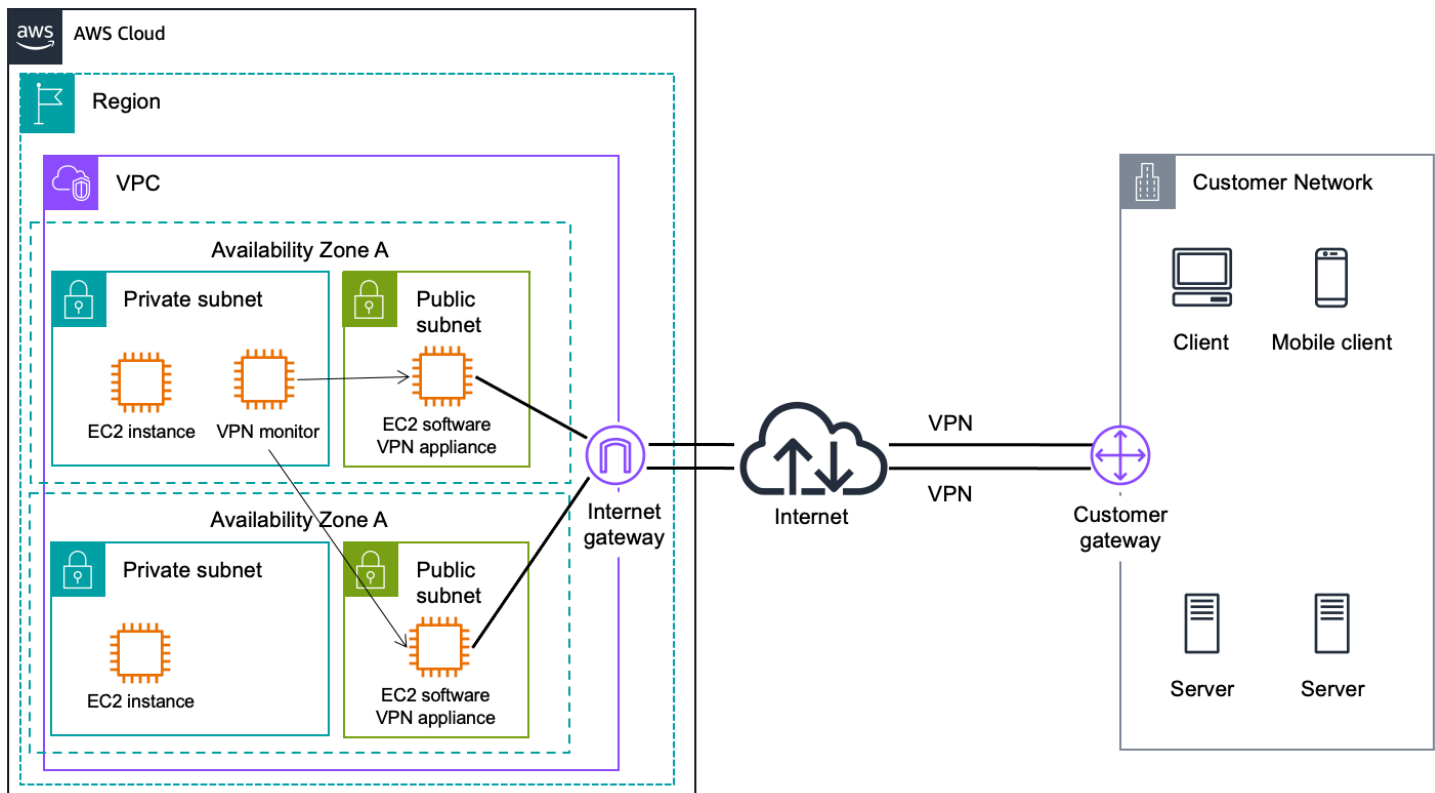 aws
AWS Cloud
Region
VPC
Availability Zone A
Private subnet
Public
subnet
EC2 instance
VPN monitor
EC2 software
VPN appliance
Availability Zone A
Private subnet
Public
subnet
EC2 instance
EC2 software
VPN appliance
Internet
gateway
Internet
VPN
VPN
Customer
gateway
Customer Network
Client
Mobile client
Server
Server